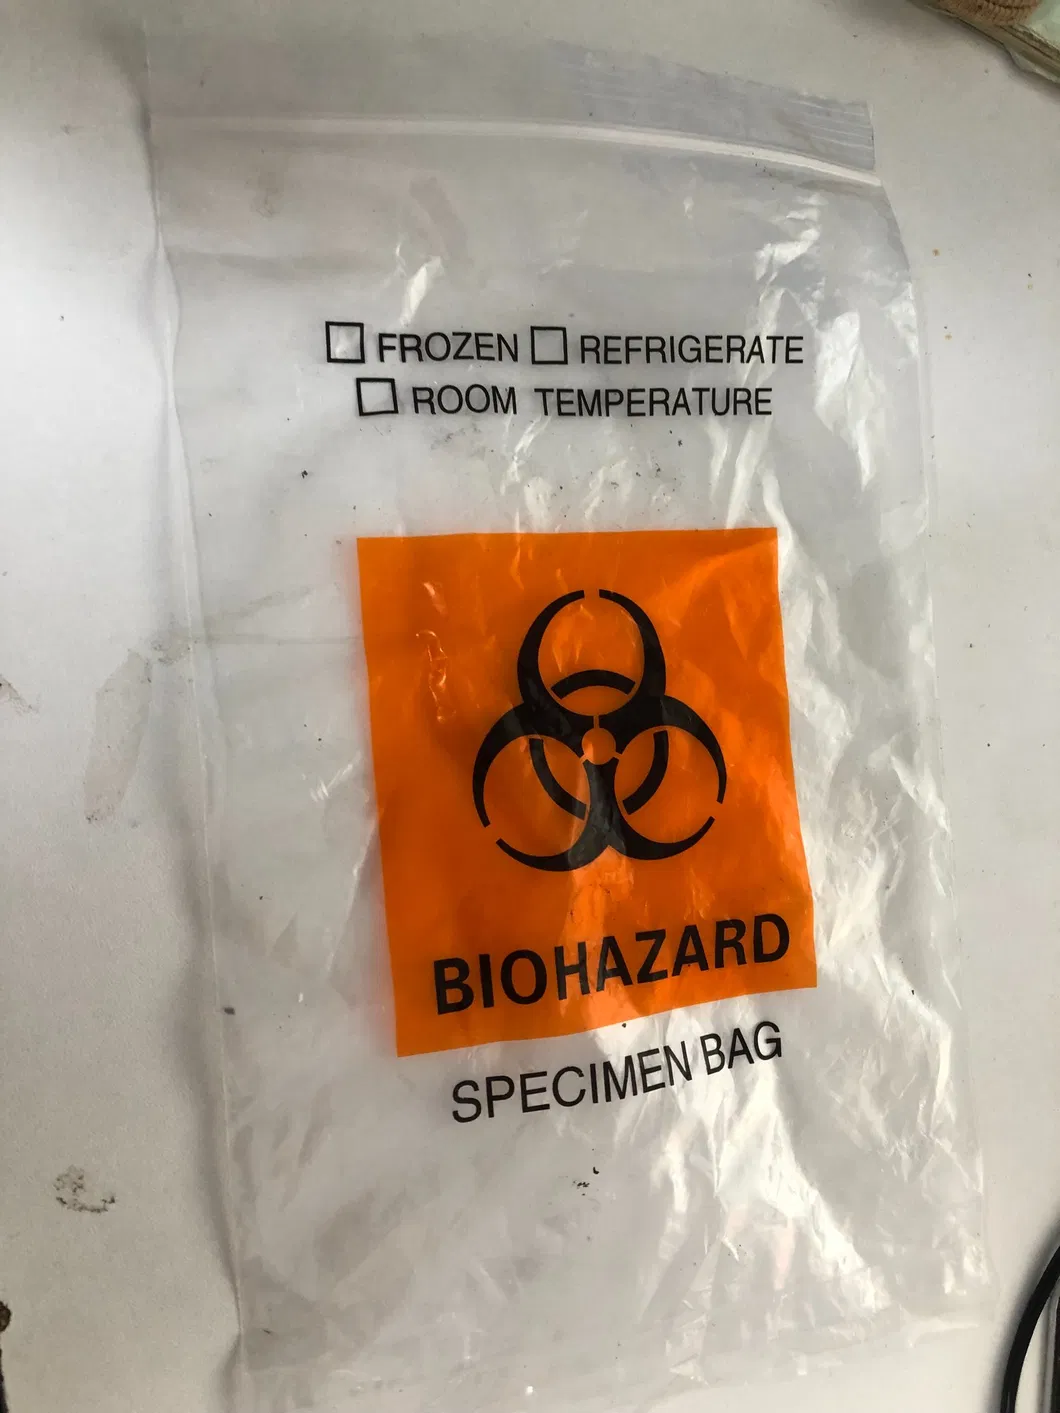 FROZEN REFRIGERATE
ROOM TEMPERATURE
BIOHAZARD
SPECIMEN BAG